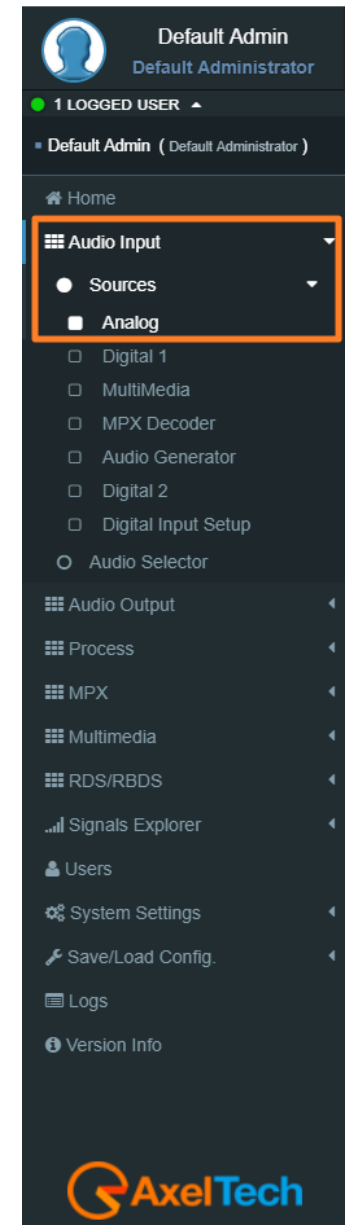 Default Admin
Default Administrator
1 LOGGED USER
Default Admin ( Default Administrator )
Home
Audio Input
Sources
Analog
Digital 1
MultiMedia
MPX Decoder
Audio Generator
Digital 2
Digital Input Setup
Audio Selector
Audio Output
Process
MPX
Multimedia
RDS/RBDS
Signals Explorer
Users
System Settings
Save/Load Config.
Logs
Version Info
AxelTech